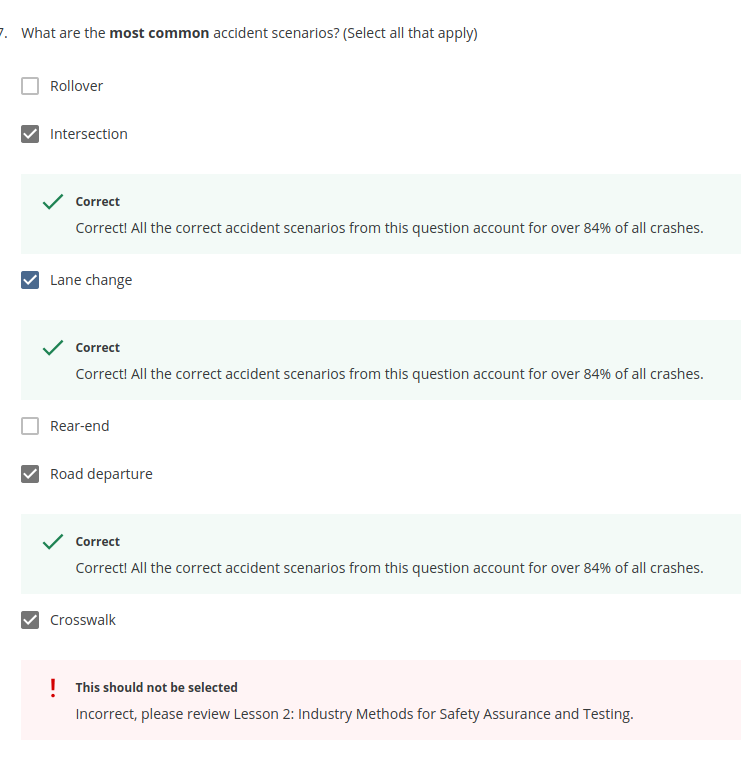 7. What are the most common accident scenarios? (Select all that apply)
Rollover
Intersection
Correct
Correct! All the correct accident scenarios from this question account for over 84% of all crashes.
Lane change
Correct
Correct! All the correct accident scenarios from this question account for over 84% of all crashes.
Rear-end
Road departure
Correct
Correct! All the correct accident scenarios from this question account for over 84% of all crashes.
Crosswalk
This should not be selected
Incorrect, please review Lesson 2: Industry Methods for Safety Assurance and Testing.